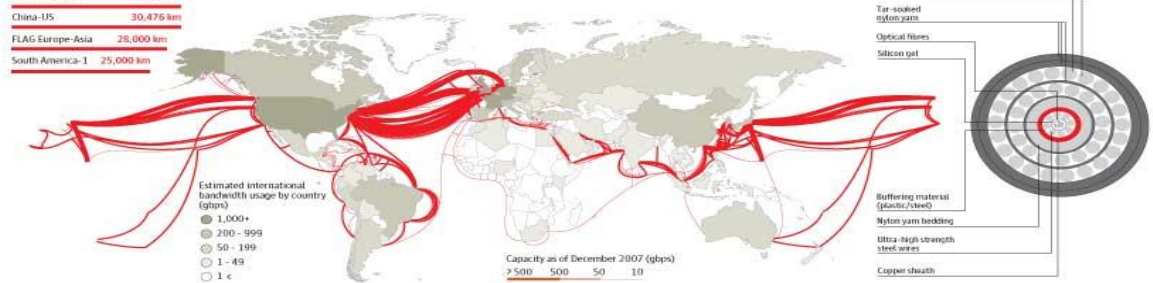 China-US 30,476 km
FLAG Europe-Asia 28,000 km
South America-1 25,000 km
Estimated international
bandwidth usage by country
(gbps)
1,000+
200 - 999
50 - 199
1 - 49
1 <
Capacity as of December 2007 (gbps)
>500 500 50 10
Tar-soaked
nylon yarn
Optical fibres
Silicon gel
Buffering material
(plastic/steel)
Nylon yarn bedding
Ultra-high strength
steel wires
Copper sheath